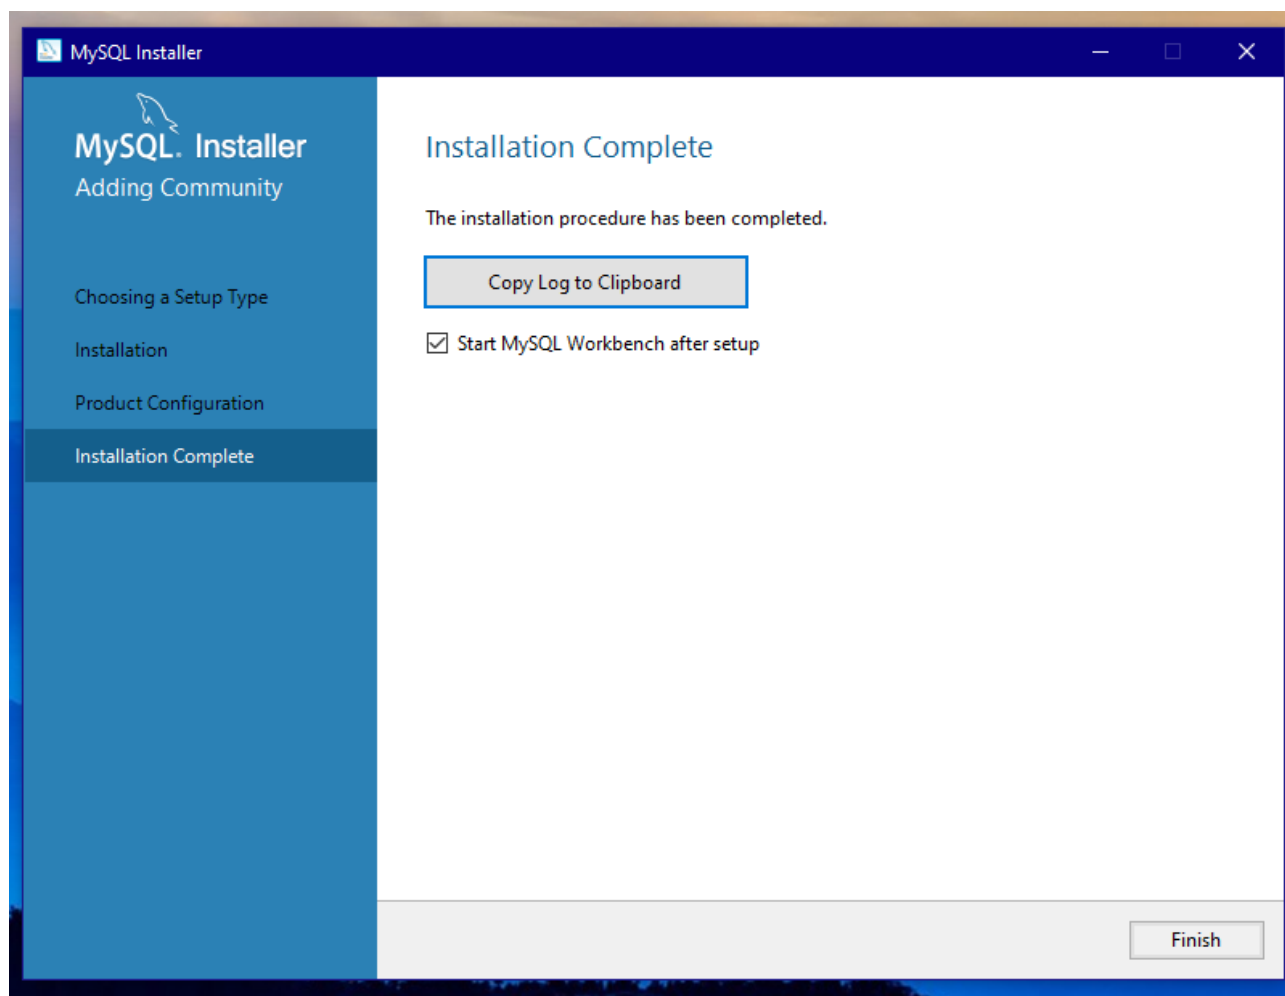 MySQL Installer
MySQL. Installer
Adding Community
Choosing a Setup Type
Installation
Product Configuration
Installation Complete
Installation Complete
The installation procedure has been completed.
Copy Log to Clipboard
Start MySQL Workbench after setup
Finish